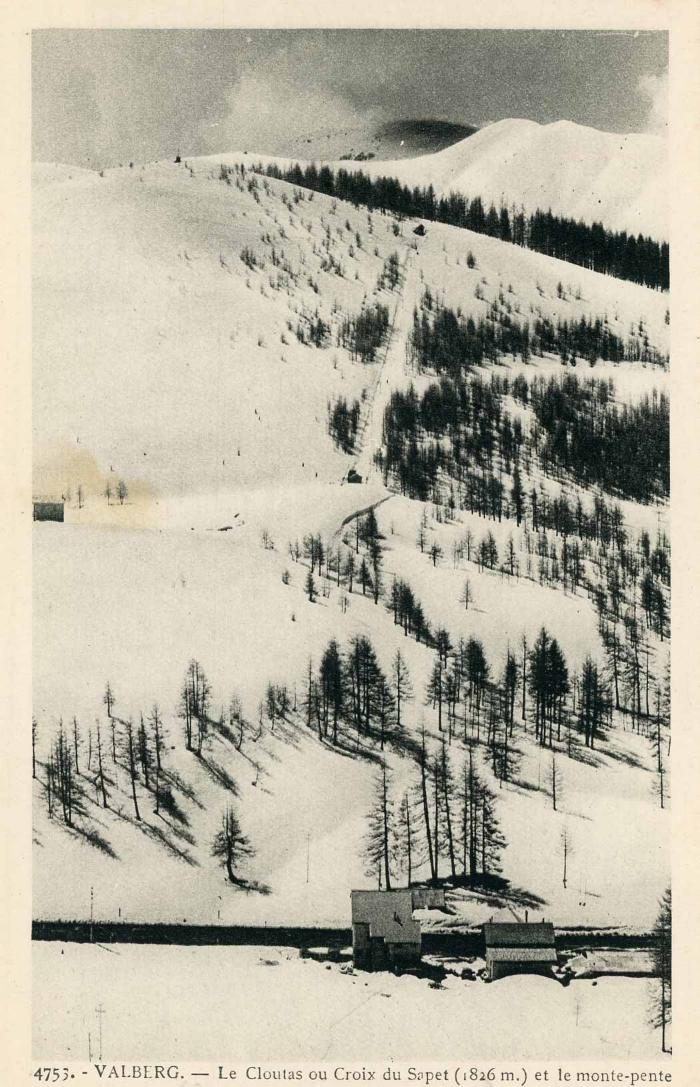 4753. - VALBERG. — Le Cloutas ou Croix du Sapet (1826 m.) et le monte-pente